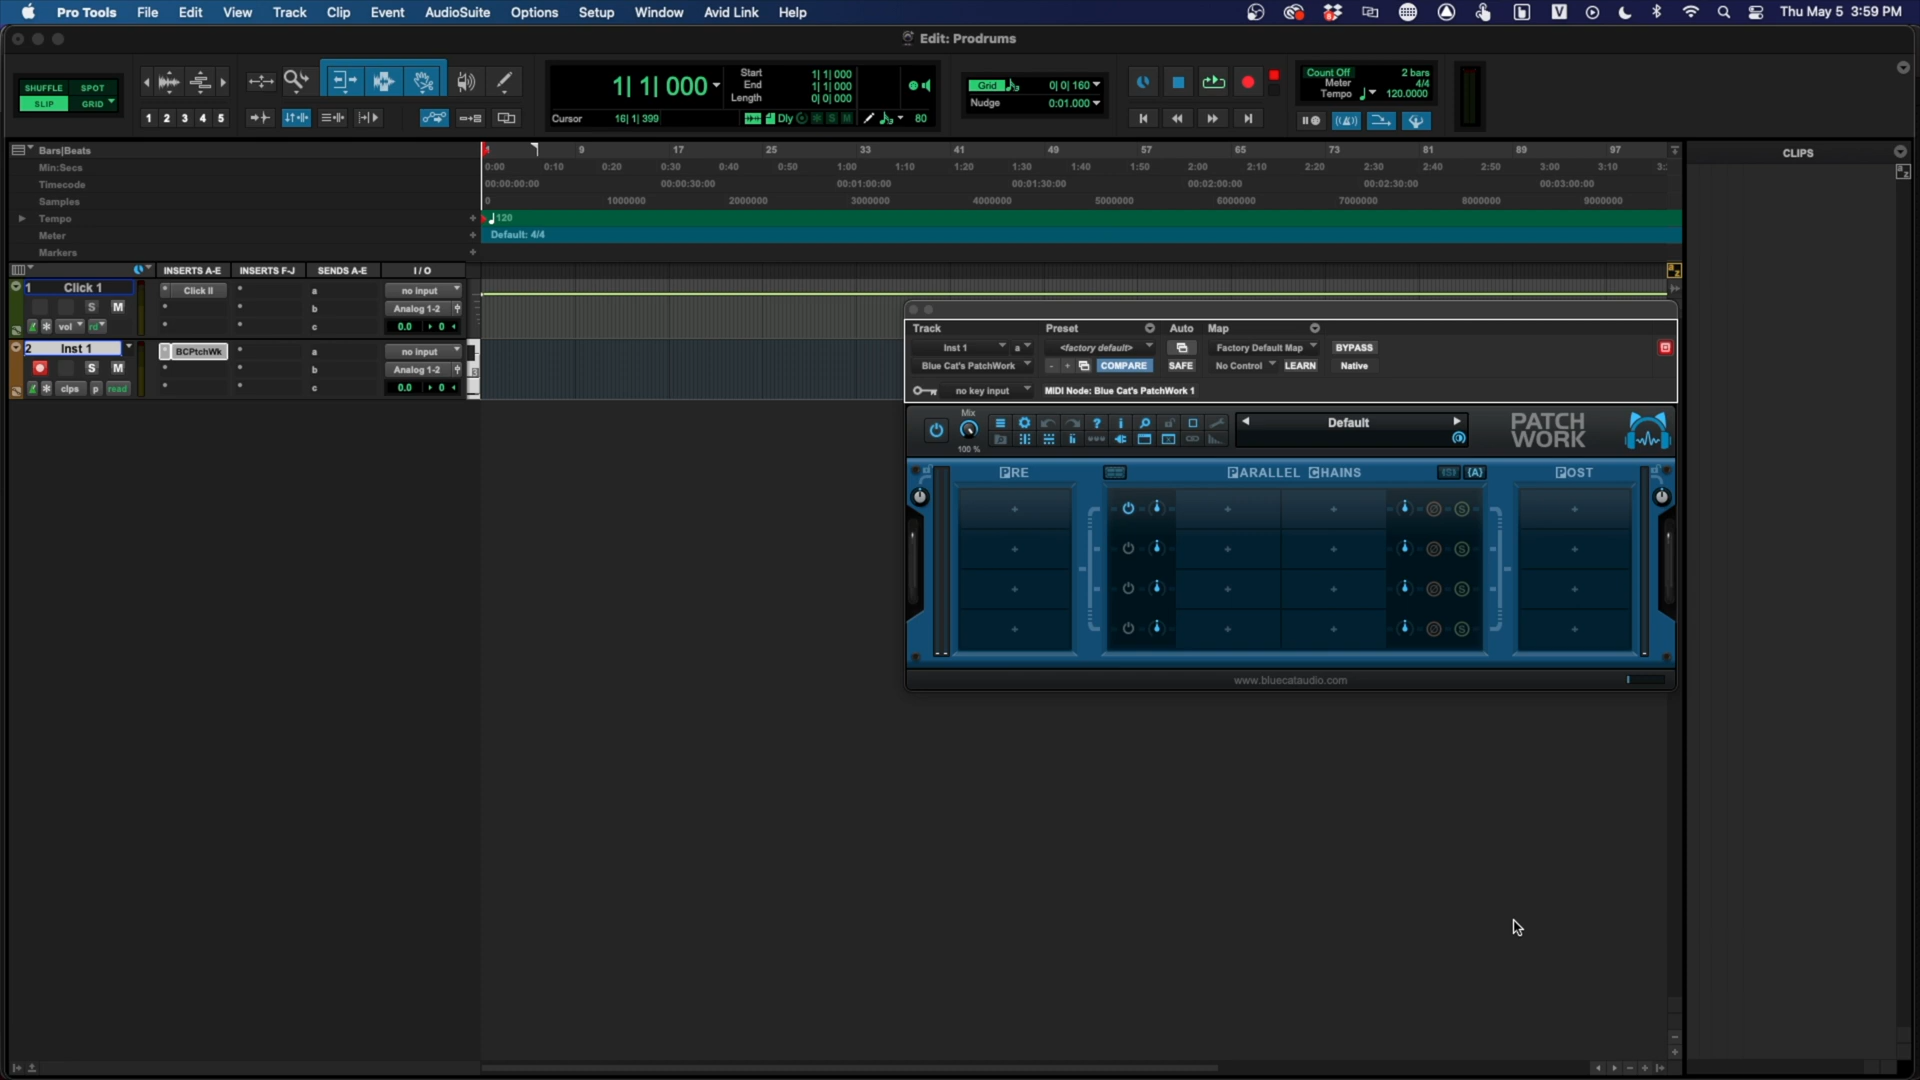 Pro Tools File Edit View Track Clip Event AudioSuite Options Setup Window Avid Link Help
Thu May 5 3:59 PM
Edit: Prodrums
SHUFFLE SPOT
SLIP GRID
1 2 3 4 5
1| 1| 000
Start 1| 1| 000
End 1| 1| 000
Length 0| 0| 000
Cursor 16| 1| 399
Dly
80
Grid 0| 0| 160
Nudge 0:01.000
Count Off 2 bars
Meter 4/4
Tempo 120.0000
Bars|Beats 1 9 17 25 33 41 49 57 65 73 81 89 97
Min:Secs 0:00 0:10 0:20 0:30 0:40 0:50 1:00 1:10 1:20 1:30 1:40 1:50 2:00 2:10 2:20 2:30 2:40 2:50 3:00 3:10
Timecode 00:00:00:00 00:00:30:00 00:01:00:00 00:01:30:00 00:02:00:00 00:02:30:00 00:03:00:00
Samples 0 1000000 2000000 3000000 4000000 5000000 6000000 7000000 8000000 9000000
Tempo 120
Meter Default: 4/4
Markers
CLIPS
INSERTS A-E INSERTS F-J SENDS A-E I / O
1 Click 1 Click II a no input
S M b Analog 1-2
vol rd c 0.0 0
2 Inst 1 BCPtchWk a no input
S M b Analog 1-2
clps p read c 0.0 0
Track Preset Auto Map
Inst 1 a <factory default> Factory Default Map BYPASS
Blue Cat's PatchWork - + COMPARE SAFE No Control LEARN Native
no key input MIDI Node: Blue Cat's PatchWork 1
Mix
100 %
Default
PATCH
WORK
PRE PARALLEL CHAINS (S) (A) POST
www.bluecataudio.com